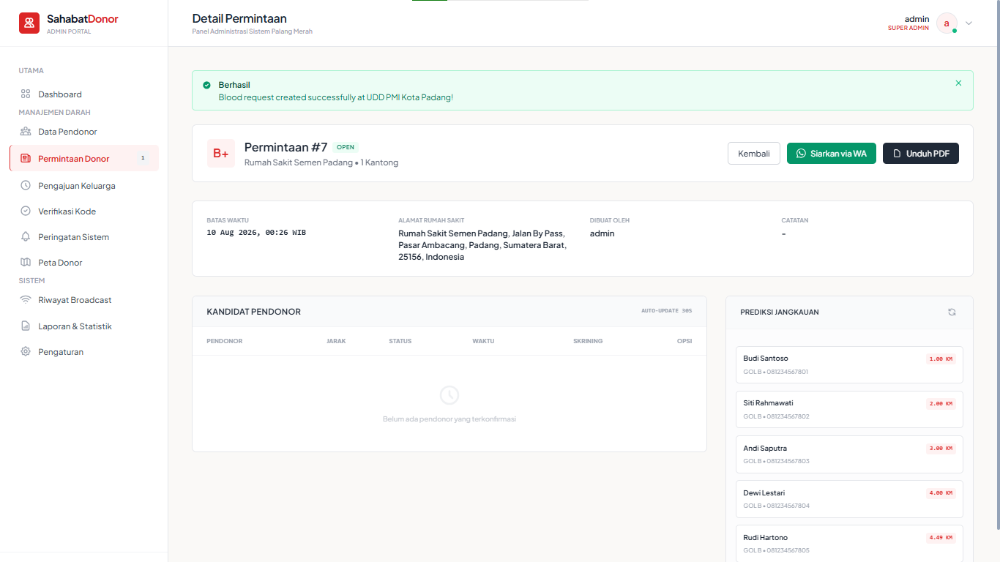 SahabatDonor
ADMIN PORTAL
UTAMA
Dashboard
MANAJEMEN DARAH
Data Pendonor
Permintaan Donor 1
Pengajuan Keluarga
Verifikasi Kode
Peringatan Sistem
Peta Donor
SISTEM
Riwayat Broadcast
Laporan & Statistik
Pengaturan
Detail Permintaan
Panel Administrasi Sistem Palang Merah
admin
SUPER ADMIN
a
Berhasil
Blood request created successfully at UDD PMI Kota Padang!
B+
Permintaan #7 OPEN
Rumah Sakit Semen Padang • 1 Kantong
Kembali
Siarkan via WA
Unduh PDF
BATAS WAKTU
10 Aug 2026, 00:26 WIB
ALAMAT RUMAH SAKIT
Rumah Sakit Semen Padang, Jalan By Pass,
Pasar Ambacang, Padang, Sumatera Barat,
25156, Indonesia
DIBUAT OLEH
admin
CATATAN
-
KANDIDAT PENDONOR
AUTO-UPDATE 30S
PENDONOR JARAK STATUS WAKTU SKRINING OPSI
Belum ada pendonor yang terkonfirmasi
PREDIKSI JANGKAUAN
Budi Santoso 1.00 KM
GOL B • 081234567801
Siti Rahmawati 2.00 KM
GOL B • 081234567802
Andi Saputra 3.00 KM
GOL B • 081234567803
Dewi Lestari 4.00 KM
GOL B • 081234567804
Rudi Hartono 4.49 KM
GOL B • 081234567805